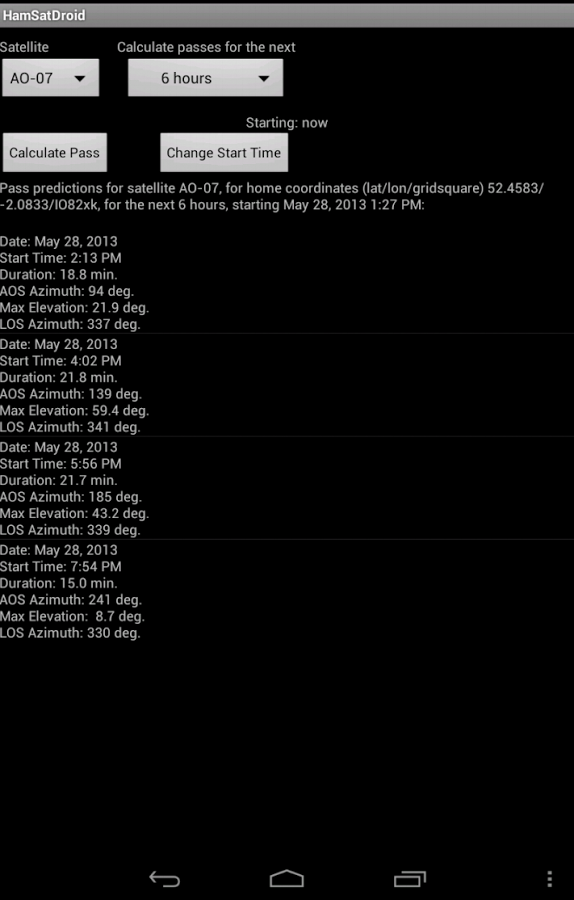 HamSatDroid
Satellite
Calculate passes for the next
AO-07
6 hours
Starting: now
Calculate Pass
Change Start Time
Pass predictions for satellite AO-07, for home coordinates (lat/lon/gridsquare) 52.4583/
-2.0833/IO82xk, for the next 6 hours, starting May 28, 2013 1:27 PM:
Date: May 28, 2013
Start Time: 2:13 PM
Duration: 18.8 min.
AOS Azimuth: 94 deg.
Max Elevation: 21.9 deg.
LOS Azimuth: 337 deg.
Date: May 28, 2013
Start Time: 4:02 PM
Duration: 21.8 min.
AOS Azimuth: 139 deg.
Max Elevation: 59.4 deg.
LOS Azimuth: 341 deg.
Date: May 28, 2013
Start Time: 5:56 PM
Duration: 21.7 min.
AOS Azimuth: 185 deg.
Max Elevation: 43.2 deg.
LOS Azimuth: 339 deg.
Date: May 28, 2013
Start Time: 7:54 PM
Duration: 15.0 min.
AOS Azimuth: 241 deg.
Max Elevation:  8.7 deg.
LOS Azimuth: 330 deg.